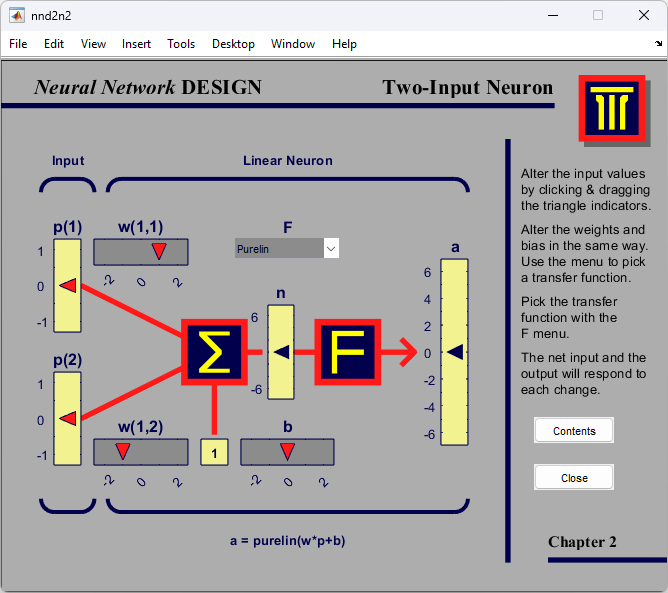 nnd2n2
File Edit View Insert Tools Desktop Window Help
Neural Network DESIGN
Two-Input Neuron
Input
Linear Neuron
p(1)
w(1,1)
F
a
1
0
-1
-2 0 2
Purelin
n
6
-6
6
4
2
0
-2
-4
-6
Σ
F
p(2)
1
0
-1
w(1,2)
1
b
-2 0 2
-2 0 2
a = purelin(w*p+b)
Alter the input values
by clicking & dragging
the triangle indicators.
Alter the weights and
bias in the same way.
Use the menu to pick
a transfer function.
Pick the transfer
function with the
F menu.
The net input and the
output will respond to
each change.
Contents
Close
Chapter 2